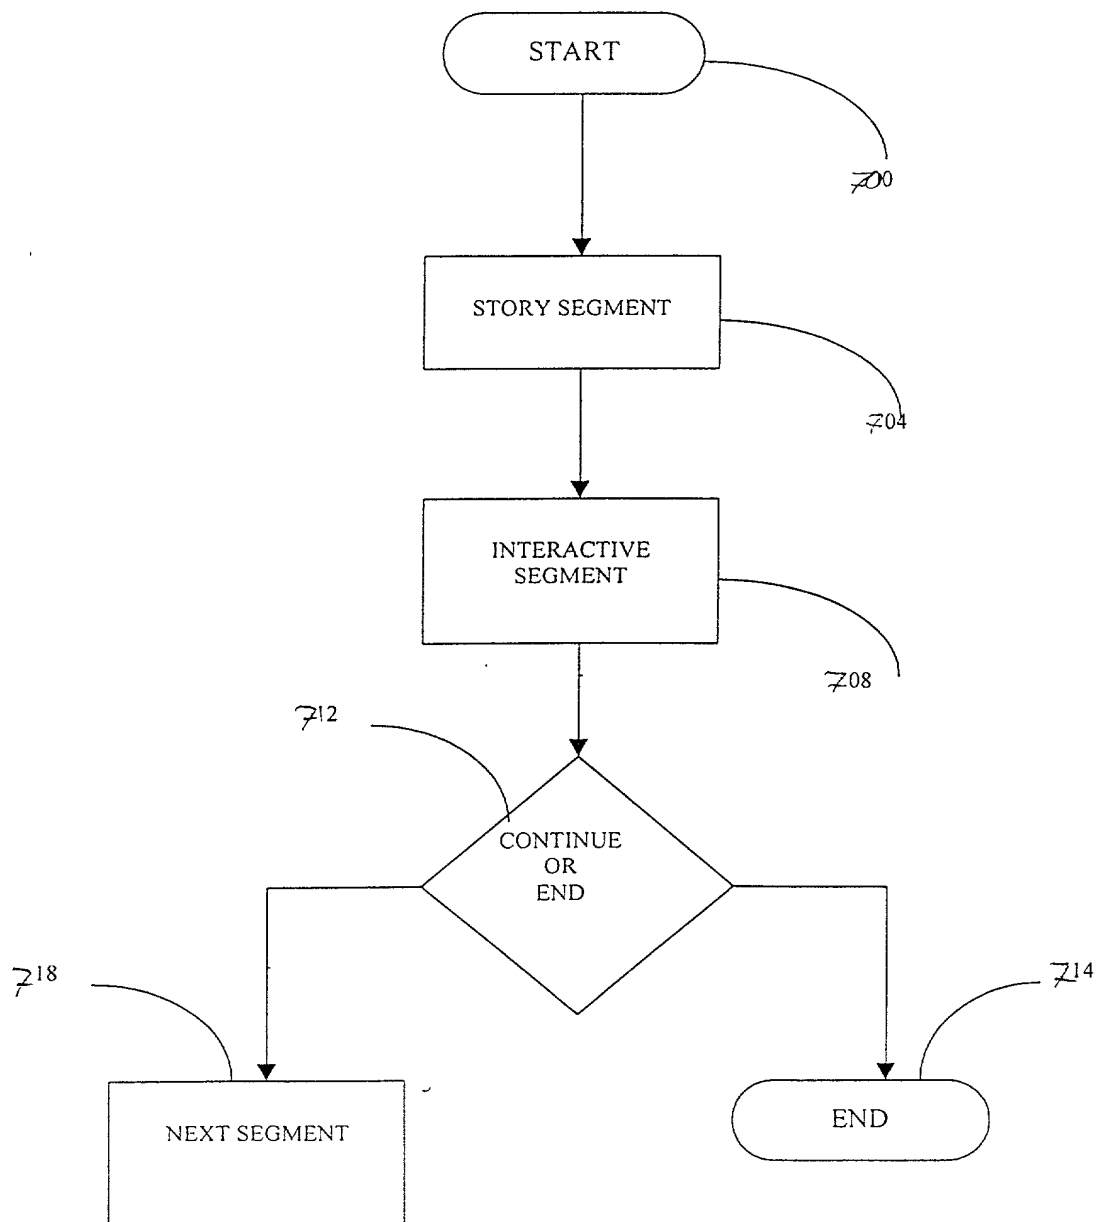 START
700
STORY SEGMENT
704
INTERACTIVE
SEGMENT
708
712
CONTINUE
OR
END
718
714
NEXT SEGMENT
END